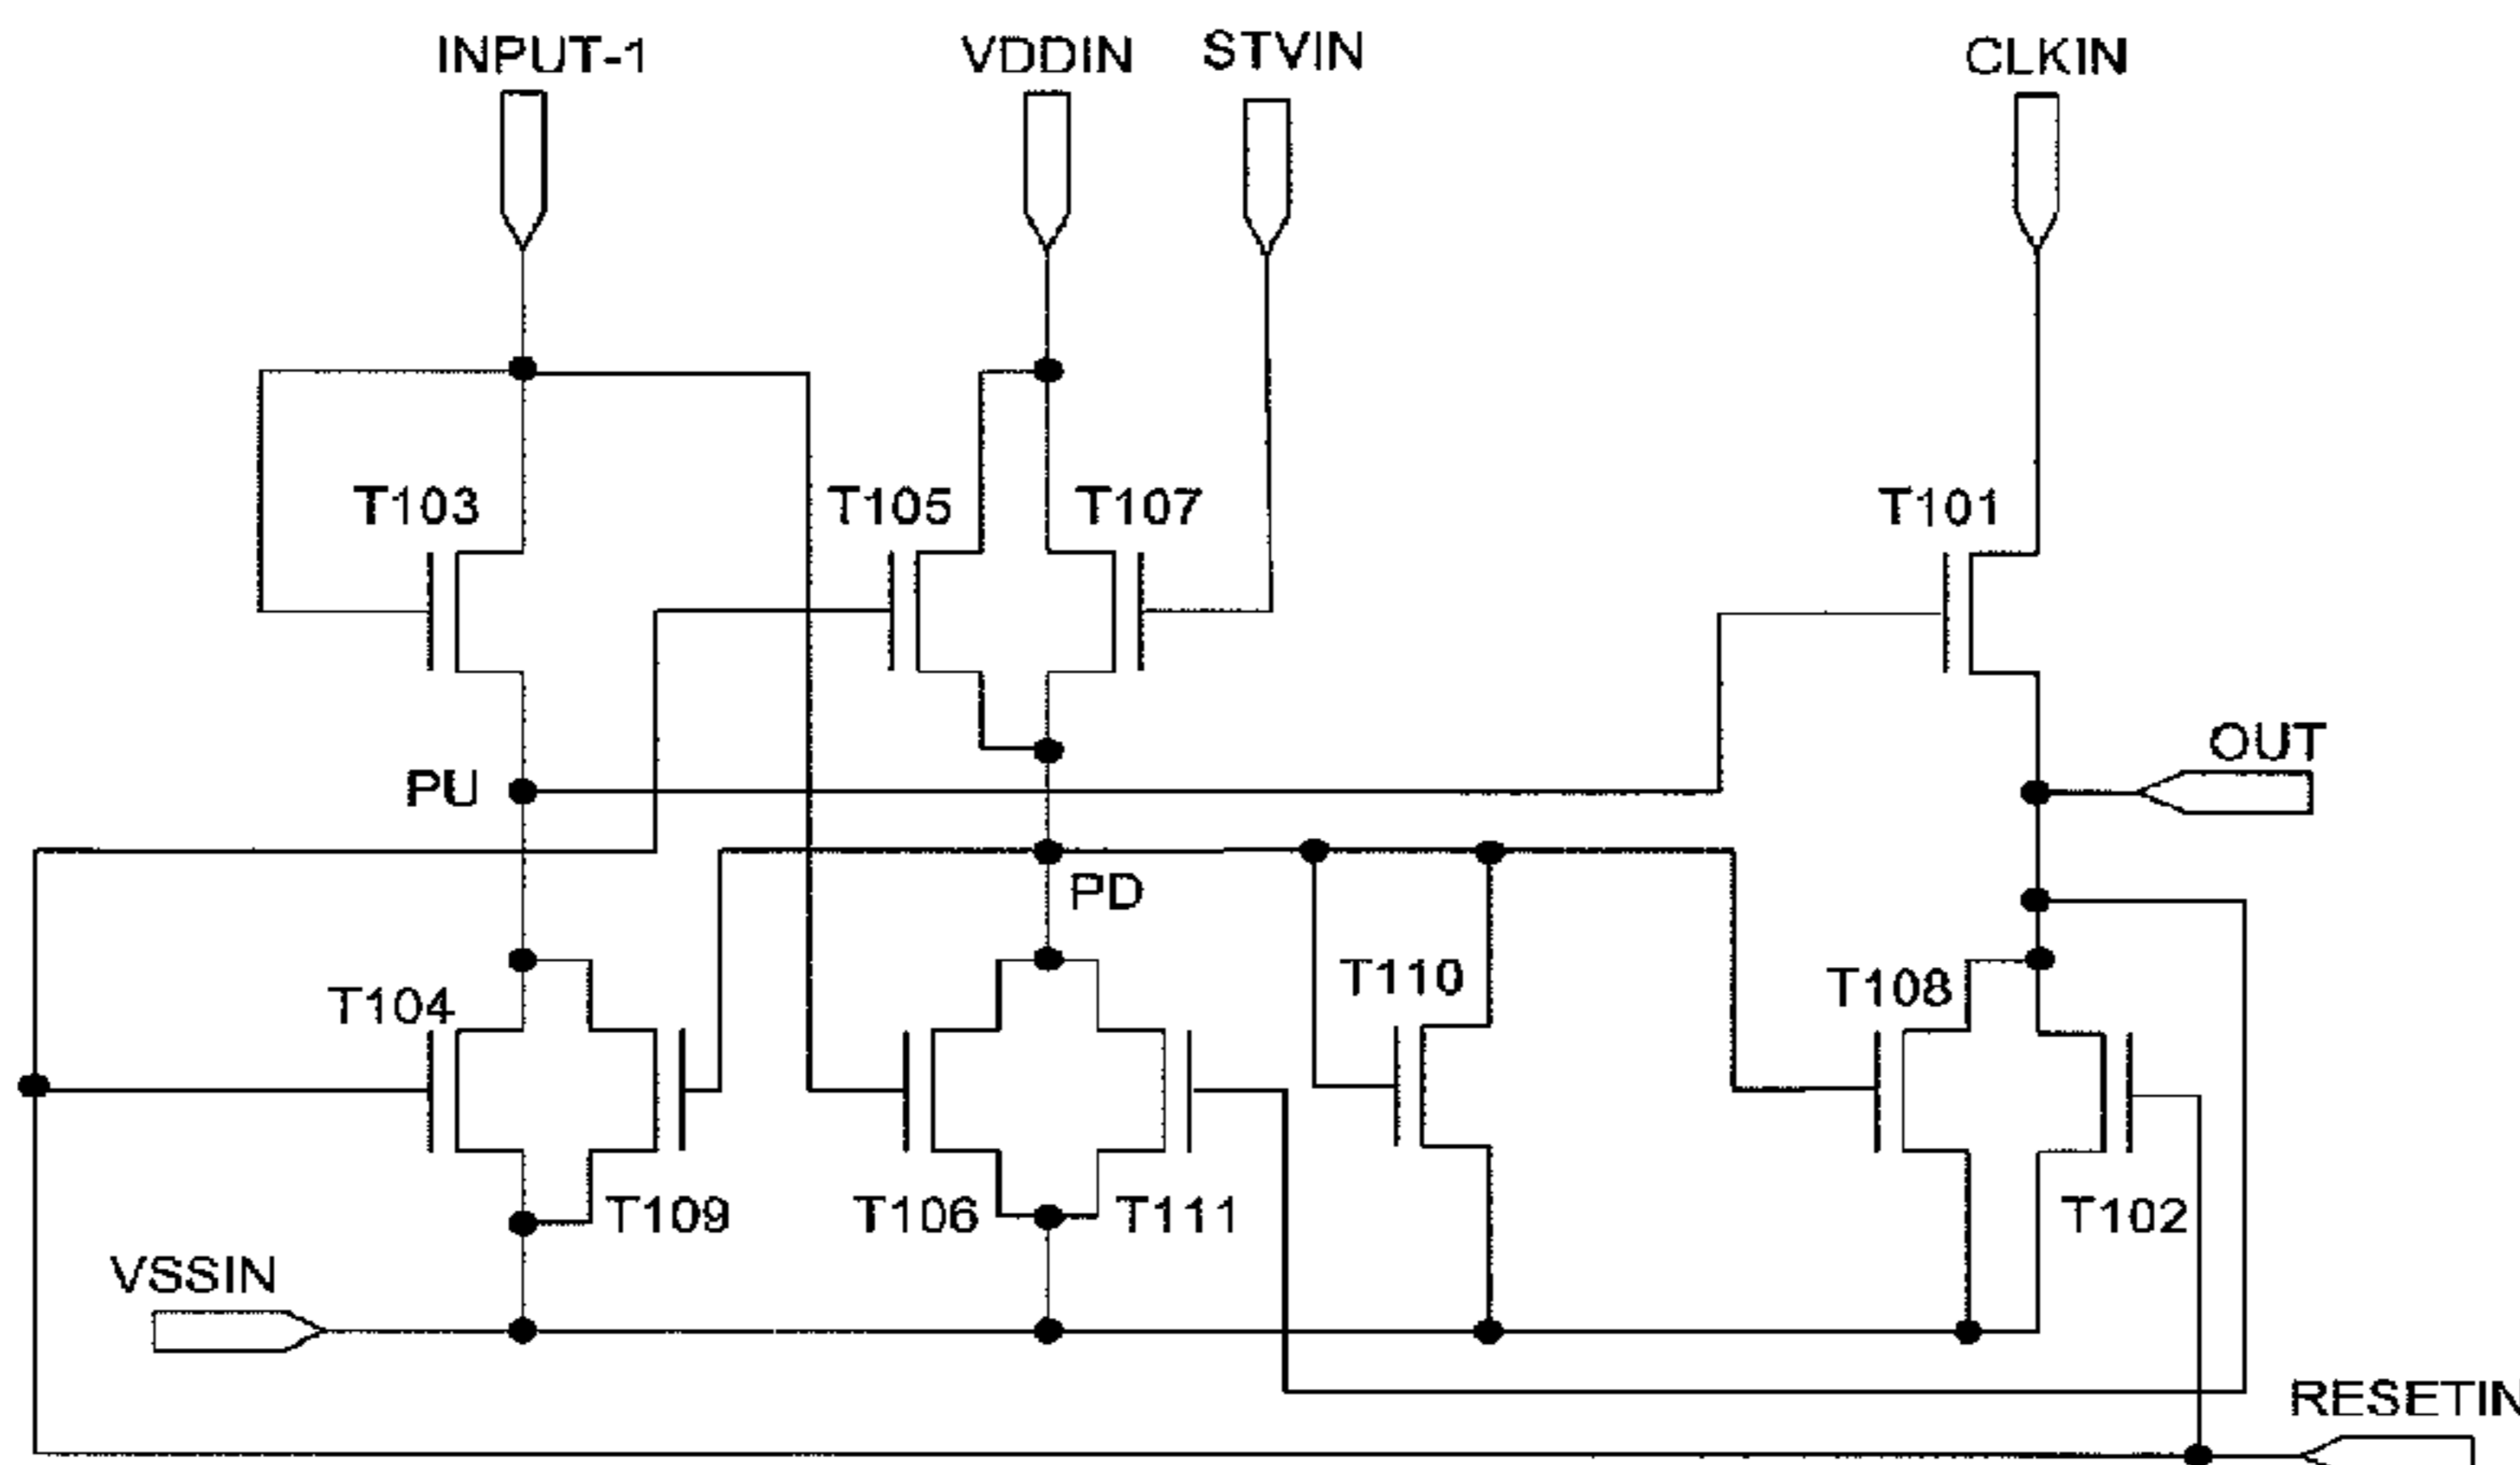 INPUT-1
VDDIN
STVIN
CLKIN
T103
T105
T107
T101
OUT
PU
PD
T110
T108
T104
T109
T106
T111
T102
VSSIN
RESETIN